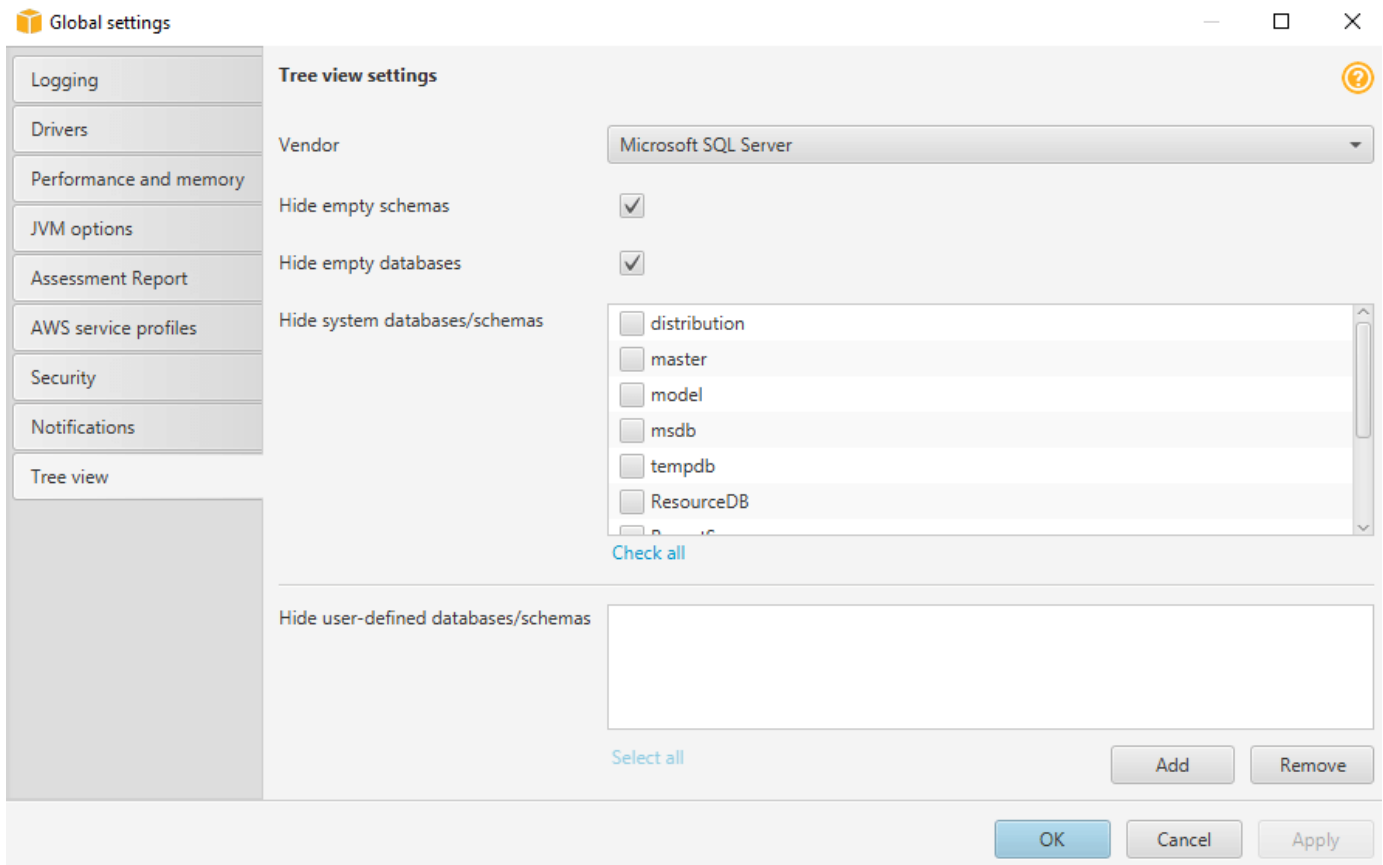 Global settings
Logging
Drivers
Performance and memory
JVM options
Assessment Report
AWS service profiles
Security
Notifications
Tree view
Tree view settings
Vendor
Microsoft SQL Server
Hide empty schemas
Hide empty databases
Hide system databases/schemas
distribution
master
model
msdb
tempdb
ResourceDB
Check all
Hide user-defined databases/schemas
Select all
Add
Remove
OK
Cancel
Apply